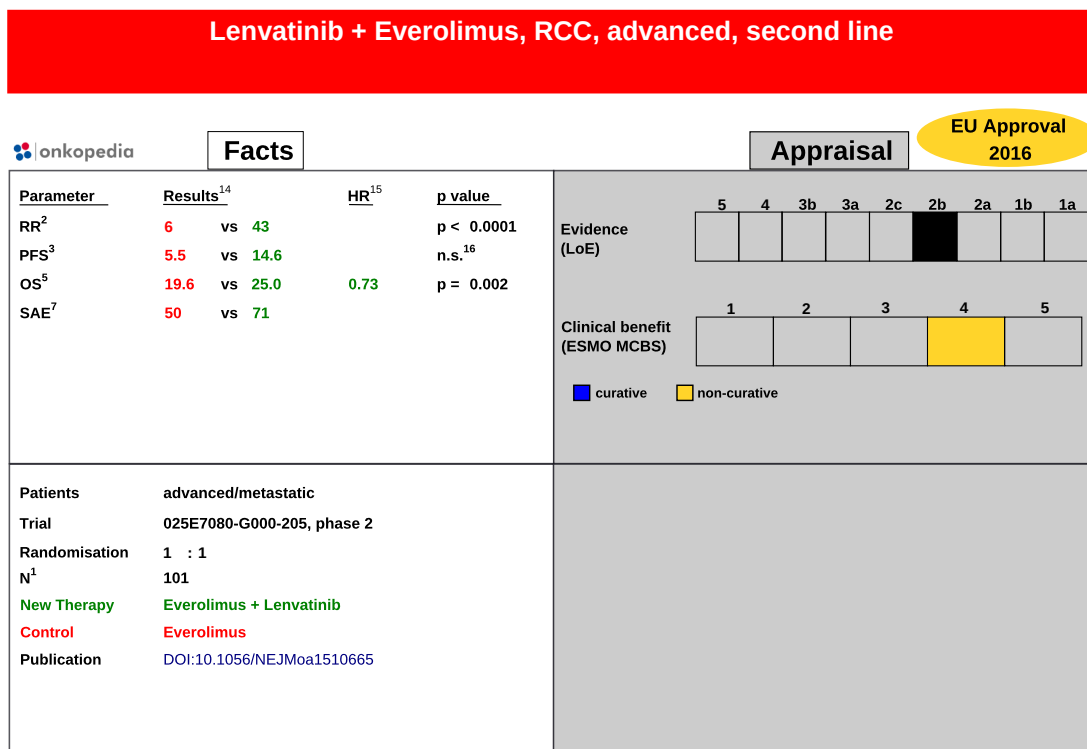 Lenvatinib + Everolimus, RCC, advanced, second line
onkopedia
Facts
Appraisal
EU Approval
2016
Parameter Results14 HR15 p value
RR2 6 vs 43 p < 0.0001
PFS3 5.5 vs 14.6 n.s.16
OS5 19.6 vs 25.0 0.73 p = 0.002
SAE7 50 vs 71
5 4 3b 3a 2c 2b 2a 1b 1a
Evidence
(LoE)
1 2 3 4 5
Clinical benefit
(ESMO MCBS)
curative non-curative
Patients advanced/metastatic
Trial 025E7080-G000-205, phase 2
Randomisation 1 : 1
N1 101
New Therapy Everolimus + Lenvatinib
Control Everolimus
Publication DOI:10.1056/NEJMoa1510665